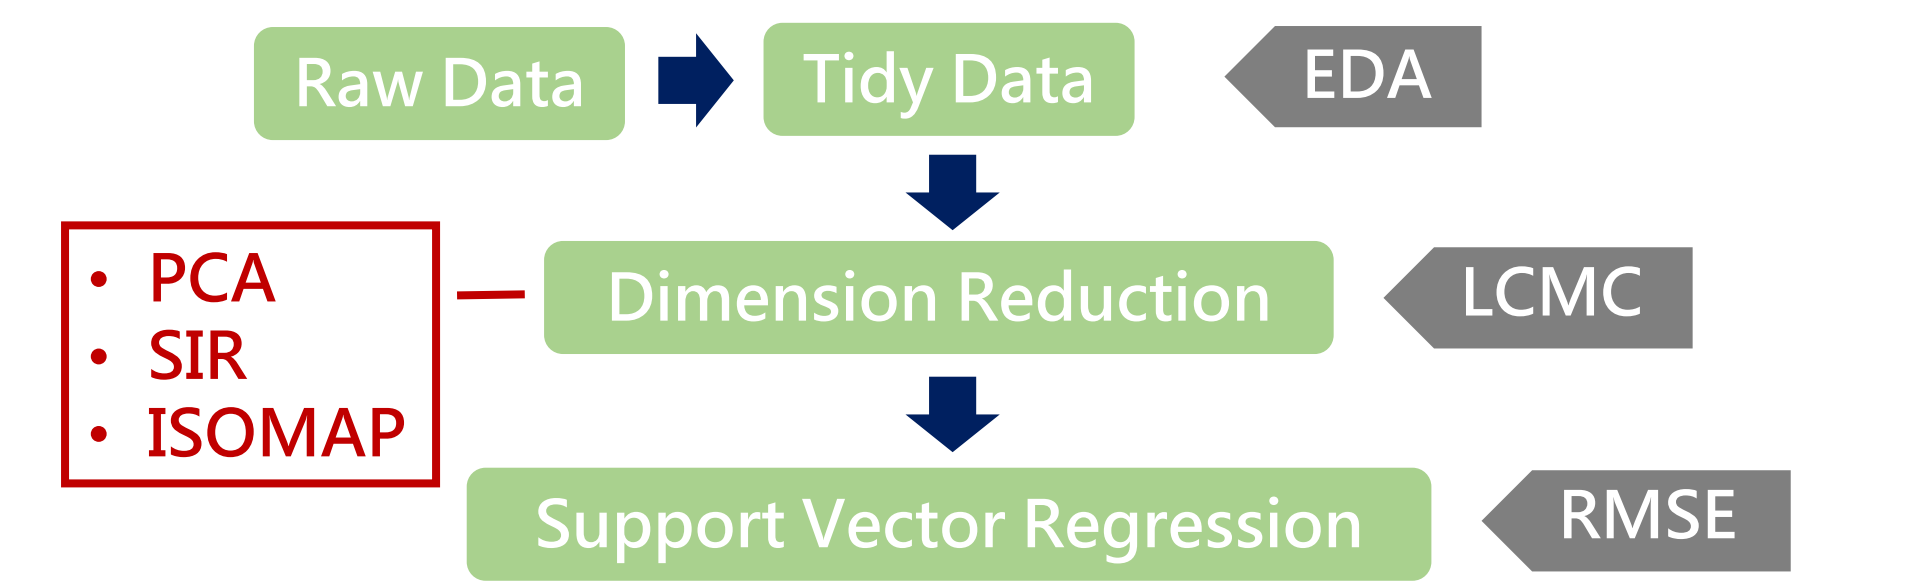 Raw Data
Tidy Data
EDA
• PCA
• SIR
• ISOMAP
Dimension Reduction
LCMC
Support Vector Regression
RMSE